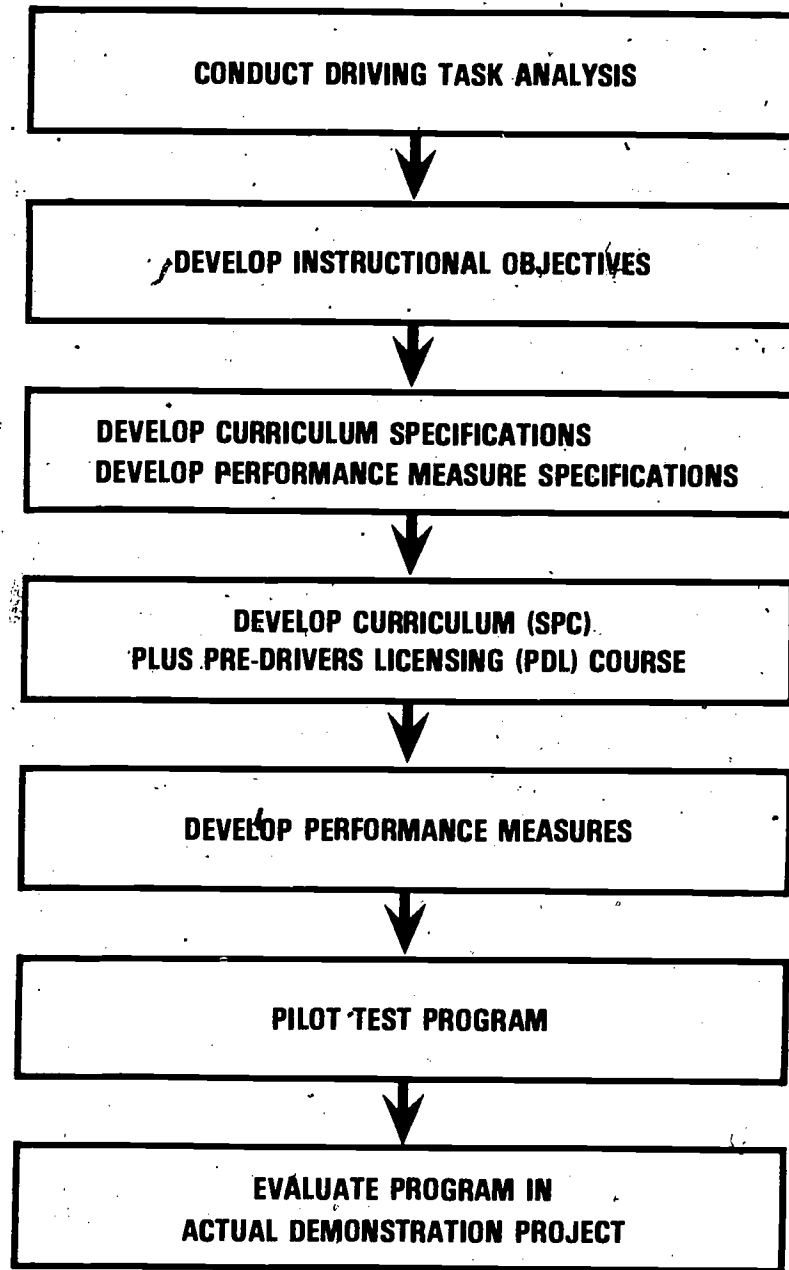 CONDUCT DRIVING TASK ANALYSIS
DEVELOP INSTRUCTIONAL OBJECTIVES
DEVELOP CURRICULUM SPECIFICATIONS
DEVELOP PERFORMANCE MEASURE SPECIFICATIONS
DEVELOP CURRICULUM (SPC)
PLUS PRE-DRIVERS LICENSING (PDL) COURSE
DEVELOP PERFORMANCE MEASURES
PILOT TEST PROGRAM
EVALUATE PROGRAM IN
ACTUAL DEMONSTRATION PROJECT